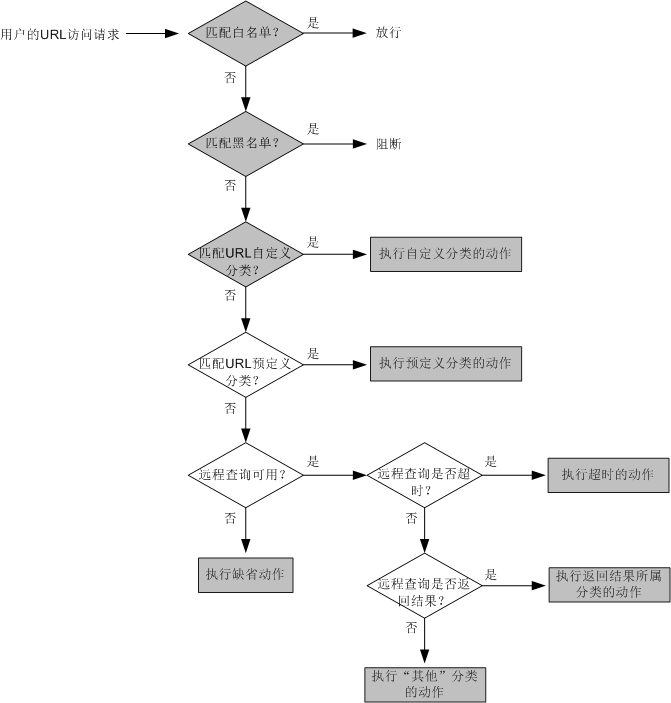 用户的URL访问请求
匹配白名单？
是
放行
否
匹配黑名单？
是
阻断
否
匹配URL自定义
分类？
是
执行自定义分类的动作
否
匹配URL预定义
分类？
是
执行预定义分类的动作
否
远程查询可用？
是
远程查询是否超
时？
是
执行超时的动作
否
否
执行缺省动作
远程查询是否返
回结果？
是
执行返回结果所属
分类的动作
否
执行“其他”分类
的动作